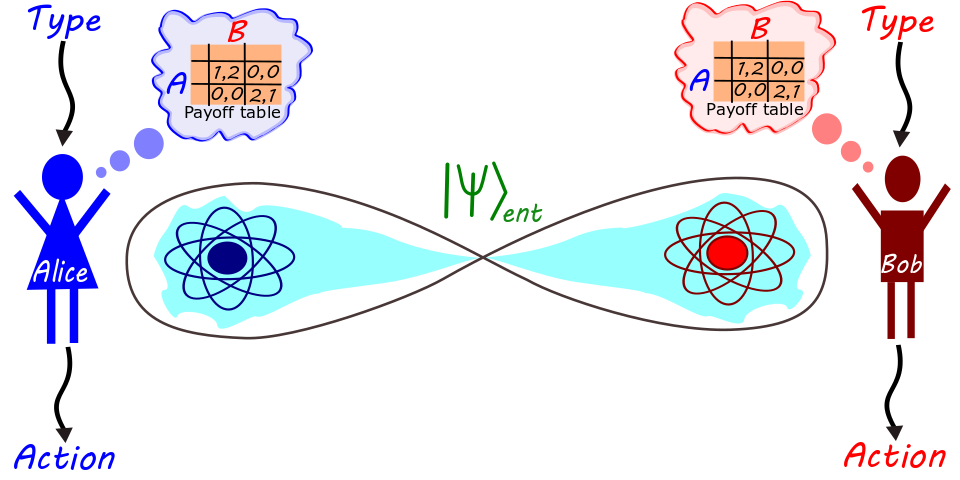 Type
B
A
1,2 0,0
0,0 2,1
Payoff table
Alice
Action
|Ψ⟩ent
Type
B
A
1,2 0,0
0,0 2,1
Payoff table
Bob
Action